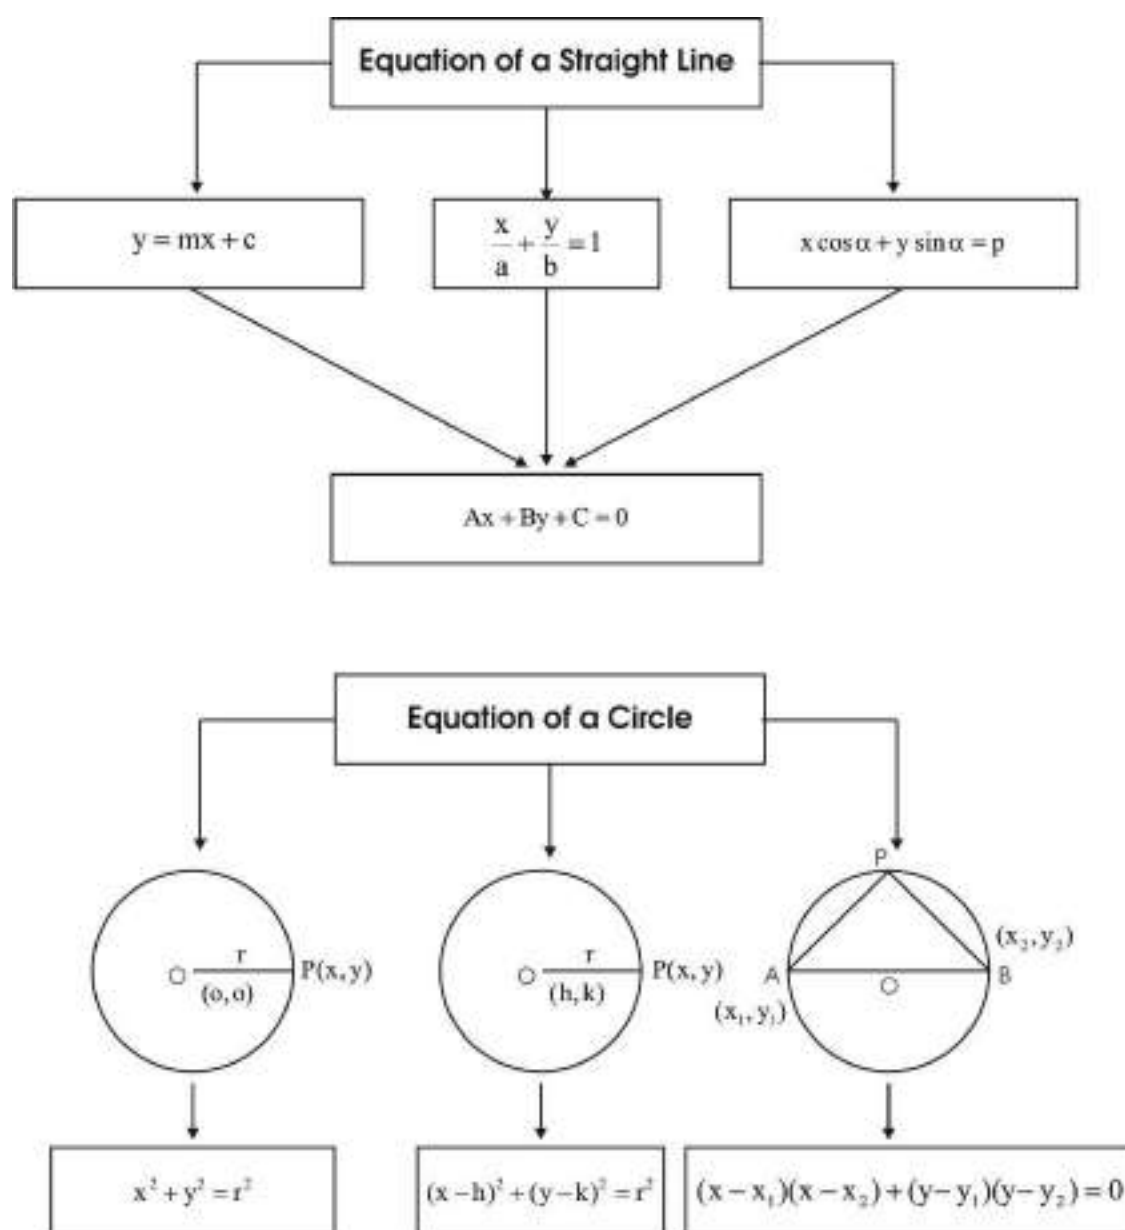 Equation of a Straight Line
y = mx + c
x/a + y/b = 1
x cos α + y sin α = p
Ax + By + C = 0
Equation of a Circle
O
r
(o, o)
P(x, y)
O
r
(h, k)
P(x, y)
P
A
(x₁, y₁)
O
B
(x₂, y₂)
x² + y² = r²
(x – h)² + (y – k)² = r²
(x – x₁)(x – x₂) + (y – y₁)(y – y₂) = 0